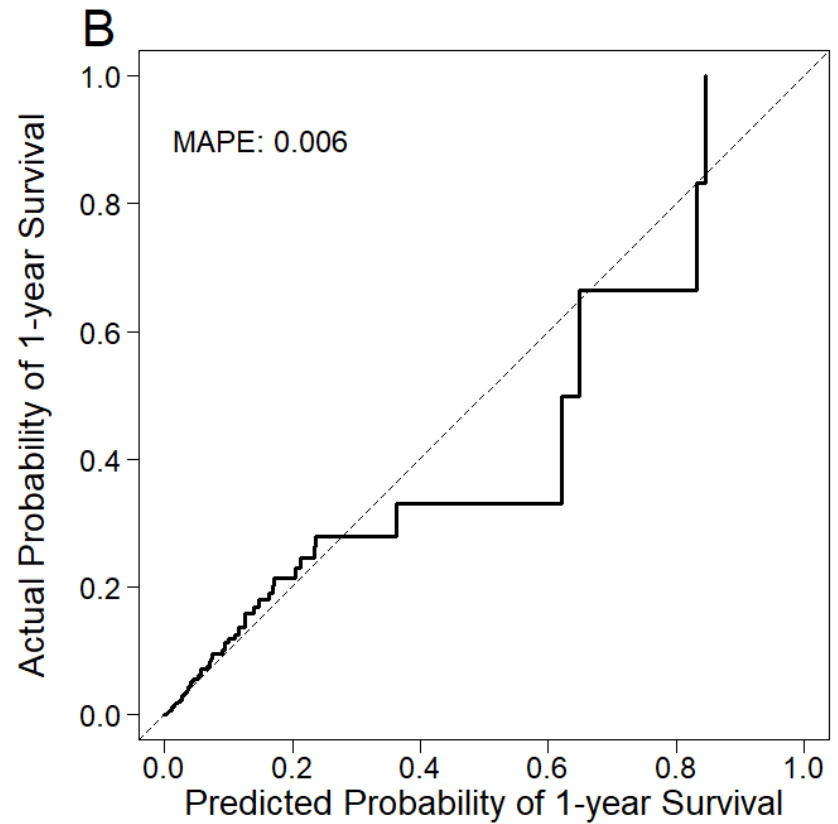 B
MAPE: 0.006
Actual Probability of 1-year Survival
1.0
0.8
0.6
0.4
0.2
0.0
0.0 0.2 0.4 0.6 0.8 1.0
Predicted Probability of 1-year Survival